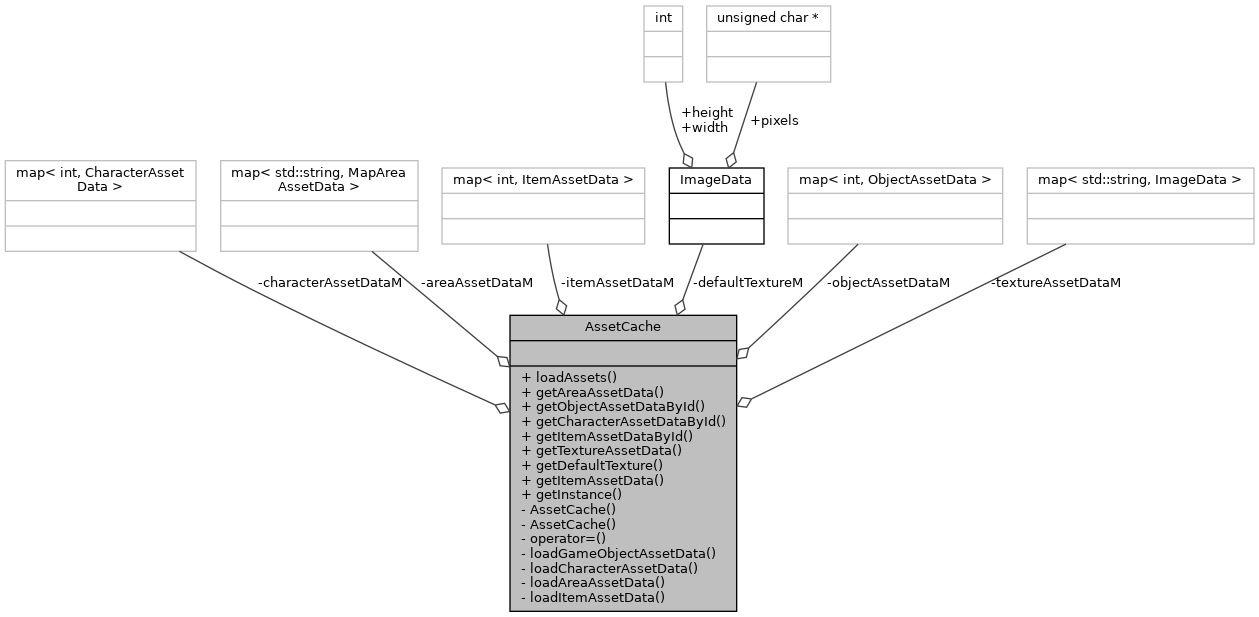 int
unsigned char *
+height
+width
+pixels
map< int, CharacterAsset
Data >
map< std::string, MapArea
AssetData >
map< int, ItemAssetData >
ImageData
map< int, ObjectAssetData >
map< std::string, ImageData >
-characterAssetDataM
-areaAssetDataM
-itemAssetDataM
-defaultTextureM
-objectAssetDataM
-textureAssetDataM
AssetCache
+ loadAssets()
+ getAreaAssetData()
+ getObjectAssetDataById()
+ getCharacterAssetDataById()
+ getItemAssetDataById()
+ getTextureAssetData()
+ getDefaultTexture()
+ getItemAssetData()
+ getInstance()
- AssetCache()
- AssetCache()
- operator=()
- loadGameObjectAssetData()
- loadCharacterAssetData()
- loadAreaAssetData()
- loadItemAssetData()